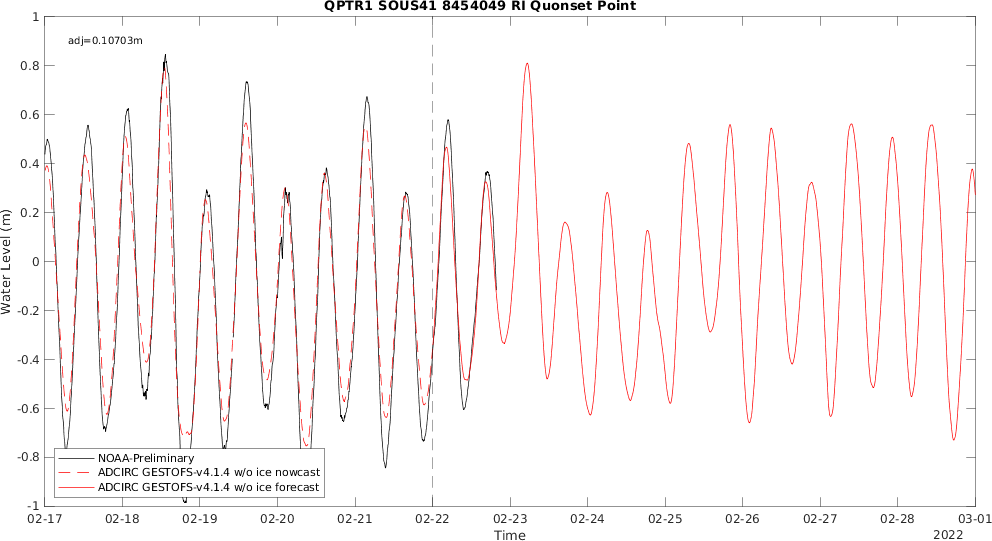 QPTR1 SOUS41 8454049 RI Quonset Point
adj=0.10703m
1
0.8
0.6
0.4
0.2
0
-0.2
-0.4
-0.6
-0.8
-1
Water Level (m)
NOAA-Preliminary
ADCIRC GESTOFS-v4.1.4 w/o ice nowcast
ADCIRC GESTOFS-v4.1.4 w/o ice forecast
02-17 02-18 02-19 02-20 02-21 02-22 02-23 02-24 02-25 02-26 02-27 02-28 03-01
Time
2022